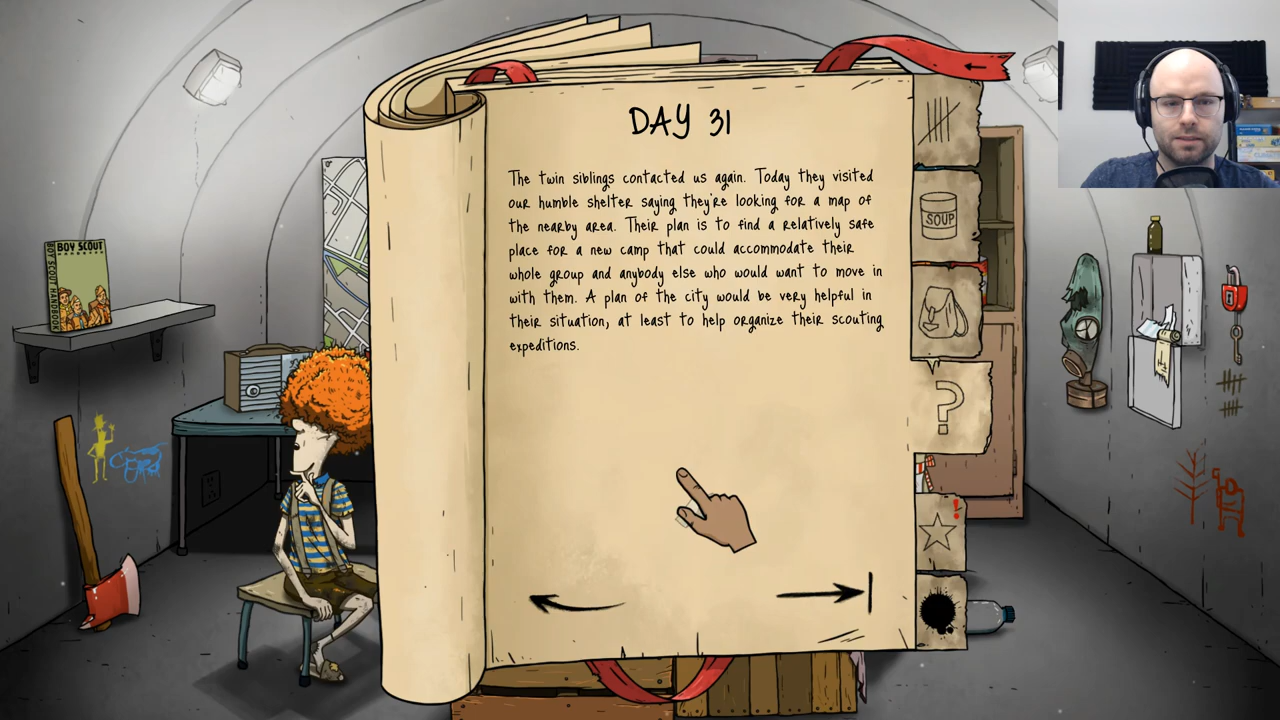 DAY 31
The twin siblings contacted us again. Today they visited
our humble shelter saying they're looking for a map of
the nearby area. Their plan is to find a relatively safe
place for a new camp that could accommodate their
whole group and anybody else who would want to move in
with them. A plan of the city would be very helpful in
their situation, at least to help organize their scouting
expeditions.
SOUP
?
!
BOY SCOUT
BOY SCOUT HANDBOOK